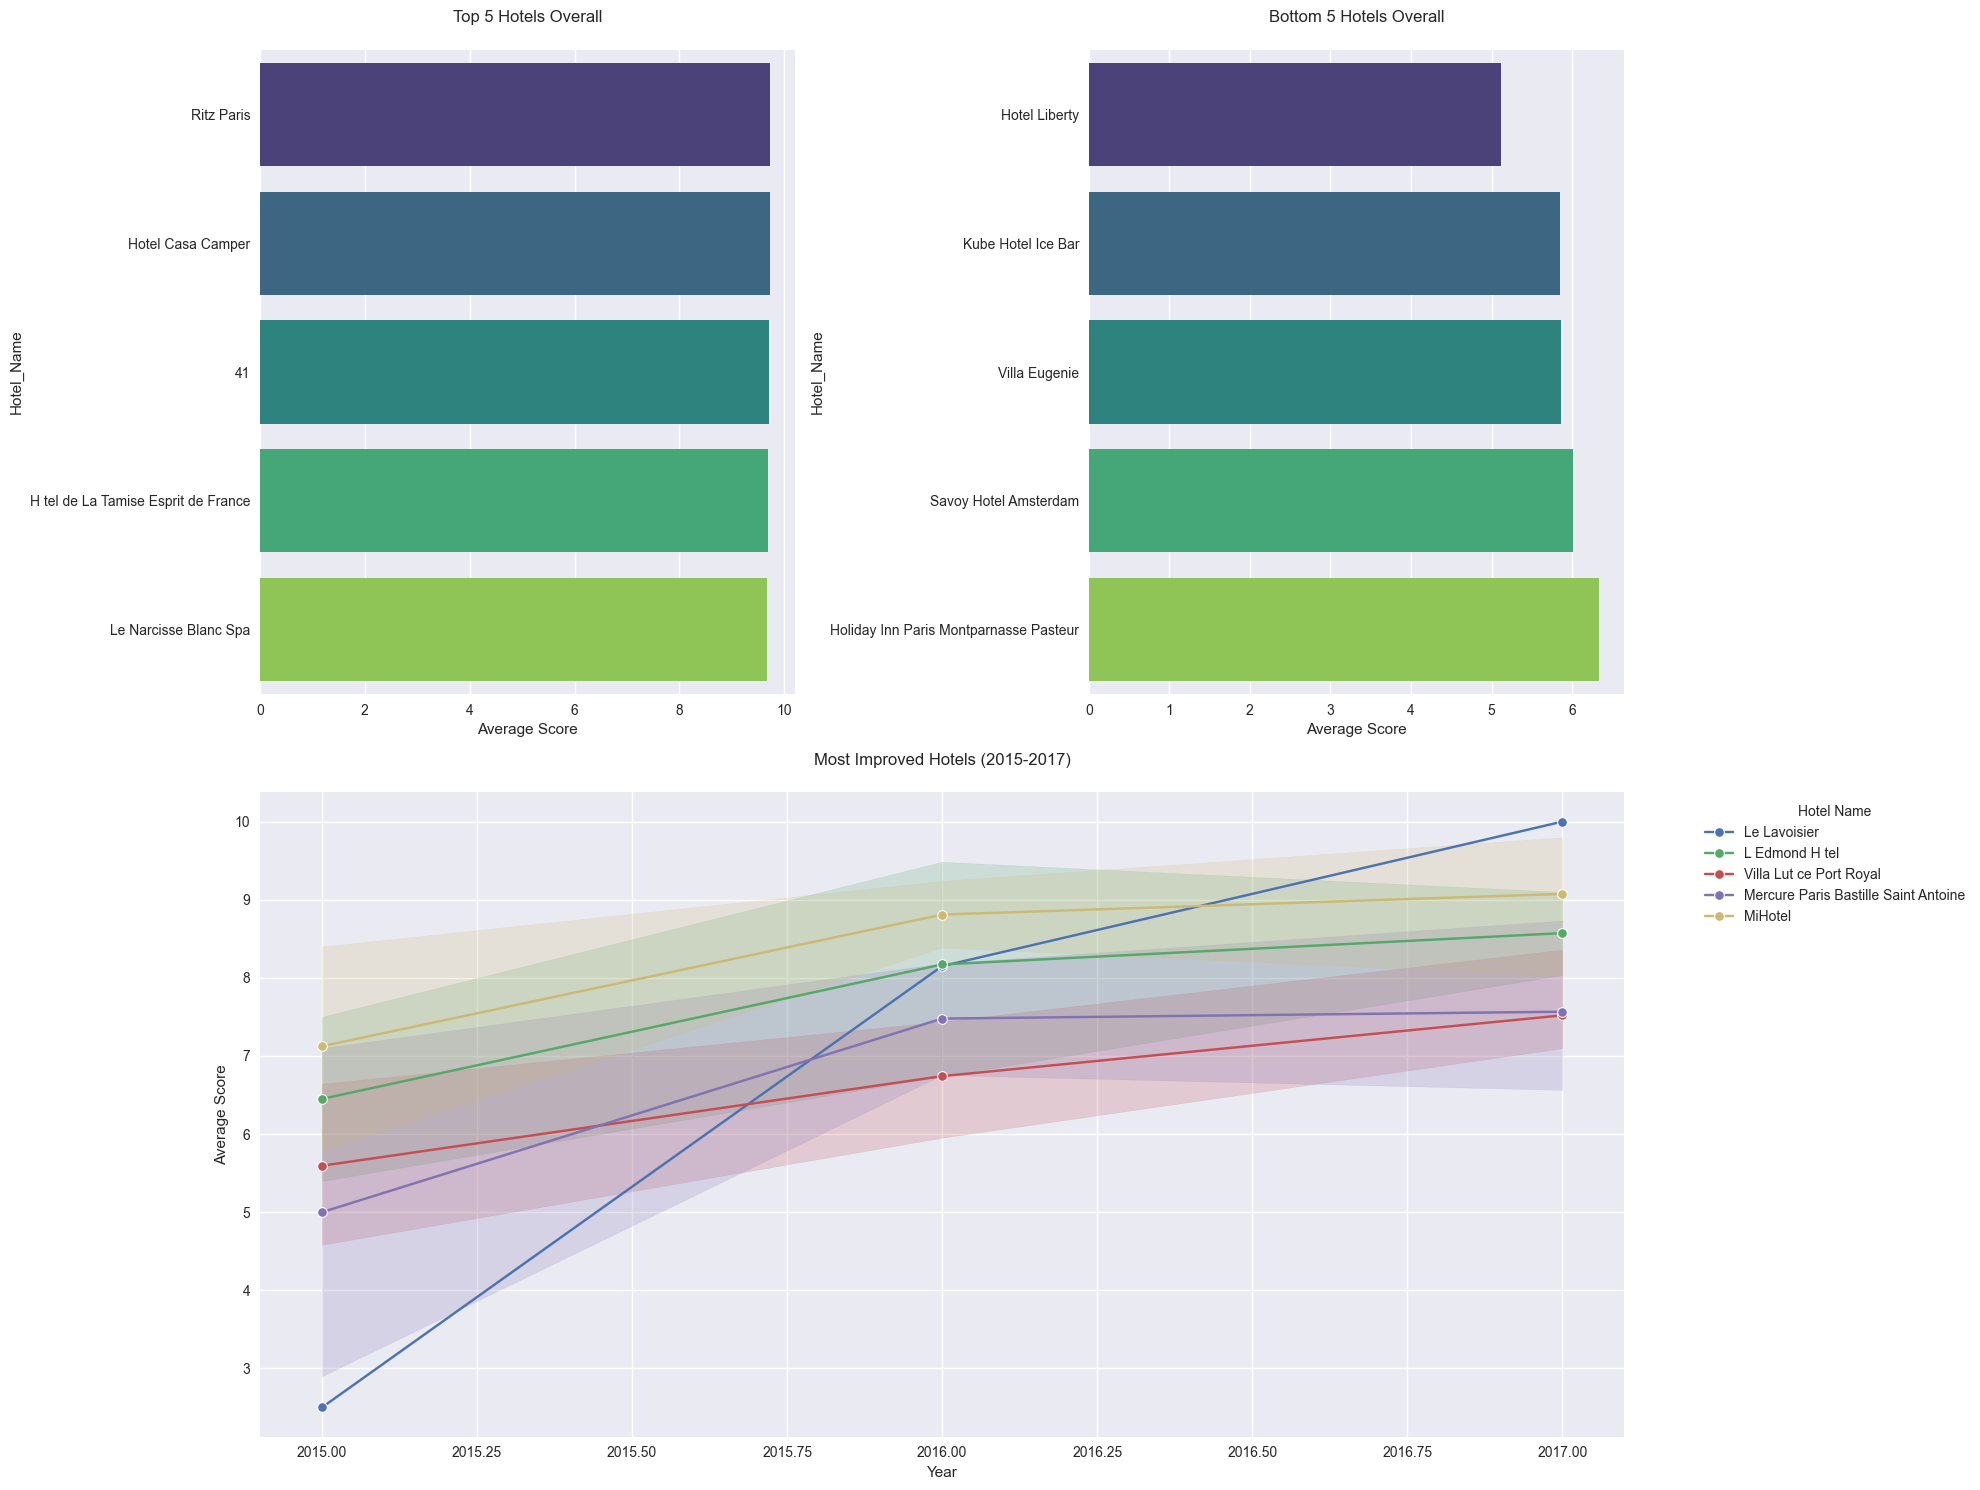 Top 5 Hotels Overall
Hotel_Name
Ritz Paris
Hotel Casa Camper
41
H tel de La Tamise Esprit de France
Le Narcisse Blanc Spa
0 2 4 6 8 10
Average Score
Bottom 5 Hotels Overall
Hotel_Name
Hotel Liberty
Kube Hotel Ice Bar
Villa Eugenie
Savoy Hotel Amsterdam
Holiday Inn Paris Montparnasse Pasteur
0 1 2 3 4 5 6
Average Score
Most Improved Hotels (2015-2017)
Average Score
10
9
8
7
6
5
4
3
2015.00 2015.25 2015.50 2015.75 2016.00 2016.25 2016.50 2016.75 2017.00
Year
Hotel Name
Le Lavoisier
L Edmond H tel
Villa Lut ce Port Royal
Mercure Paris Bastille Saint Antoine
MiHotel